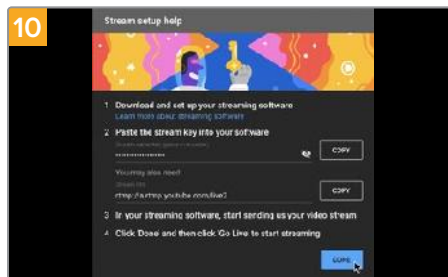 10
Stream setup help
1 Download and set up your streaming software
Learn more about streaming software
2 Paste the stream key into your software
COPY
You may also need
Stream URL
COPY
3 In your streaming software, start sending us your video stream
4 Click 'Done' and then click 'Go Live' to start streaming
DONE